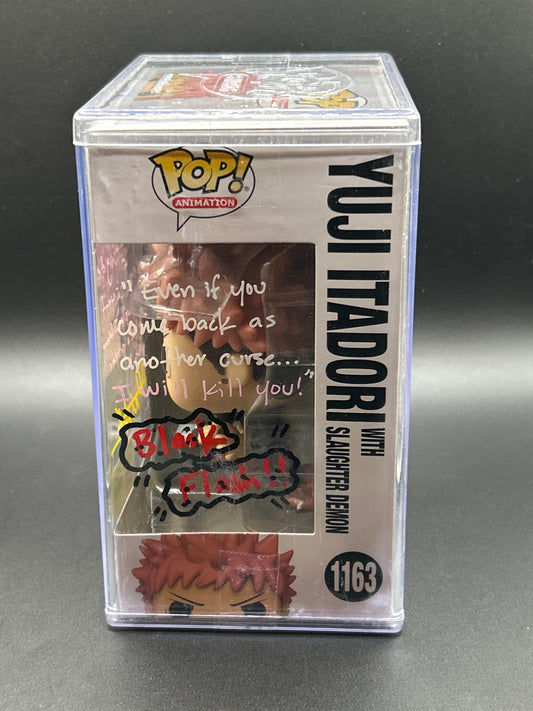 POP!
ANIMATION
YUJI ITADORI
WITH
SLAUGHTER DEMON
1163
"Even if you
come back as
another curse...
I will kill you!"
Black
Flash!!